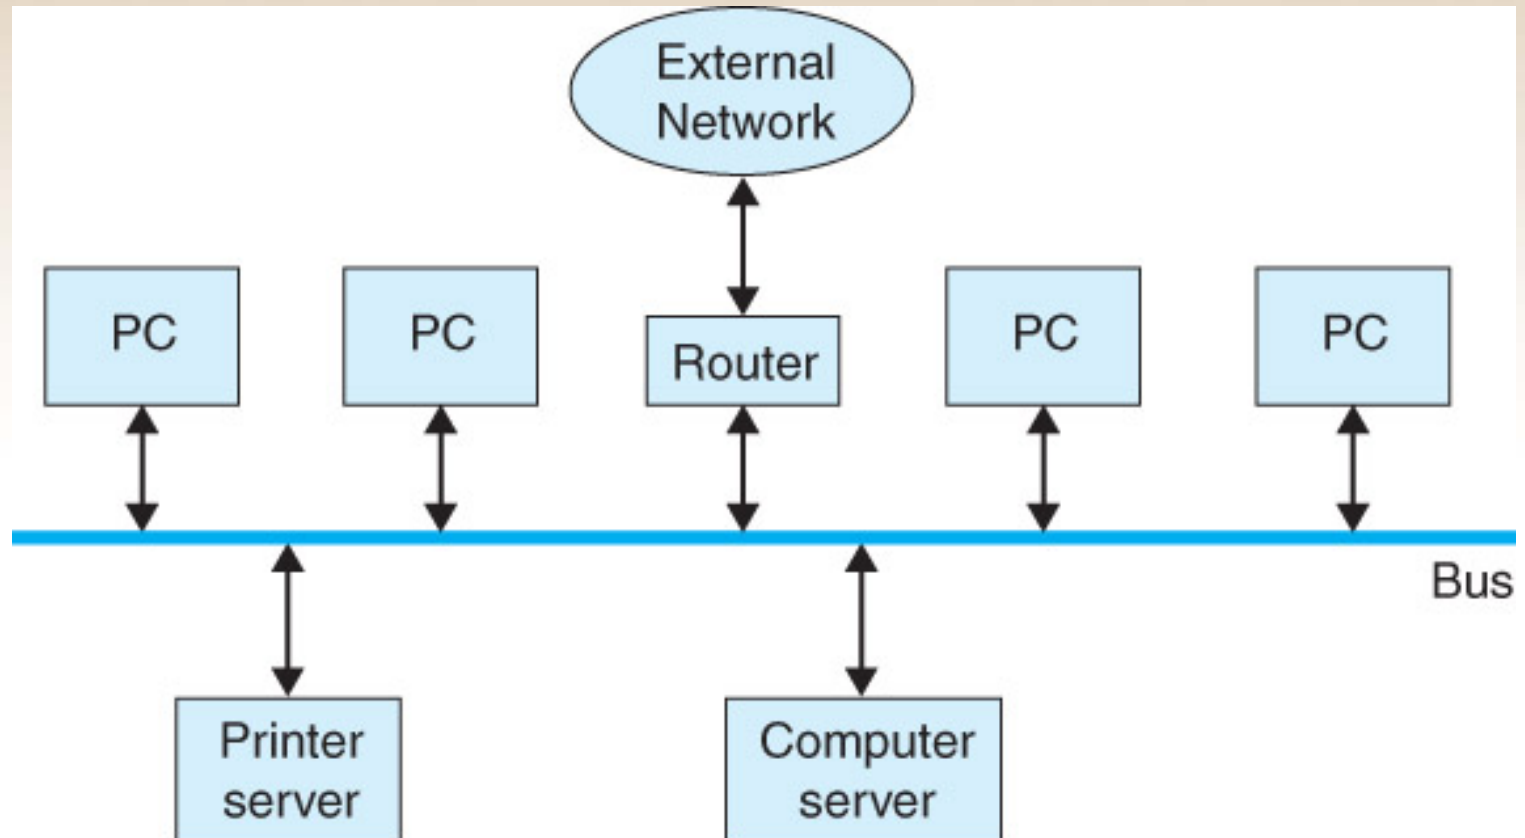 External
Network
PC
PC
Router
PC
PC
Bus
Printer
server
Computer
server